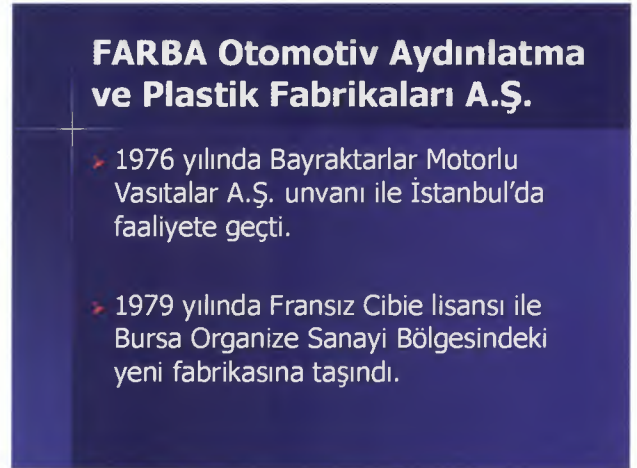 FARBA Otomotiv Aydınlatma
ve Plastik Fabrikaları A.Ş.
1976 yılında Bayraktarlar Motorlu
Vasıtalar A.Ş. unvanı ile İstanbul'da
faaliyete geçti.
1979 yılında Fransız Cibie lisansı ile
Bursa Organize Sanayi Bölgesindeki
yeni fabrikasına taşındı.